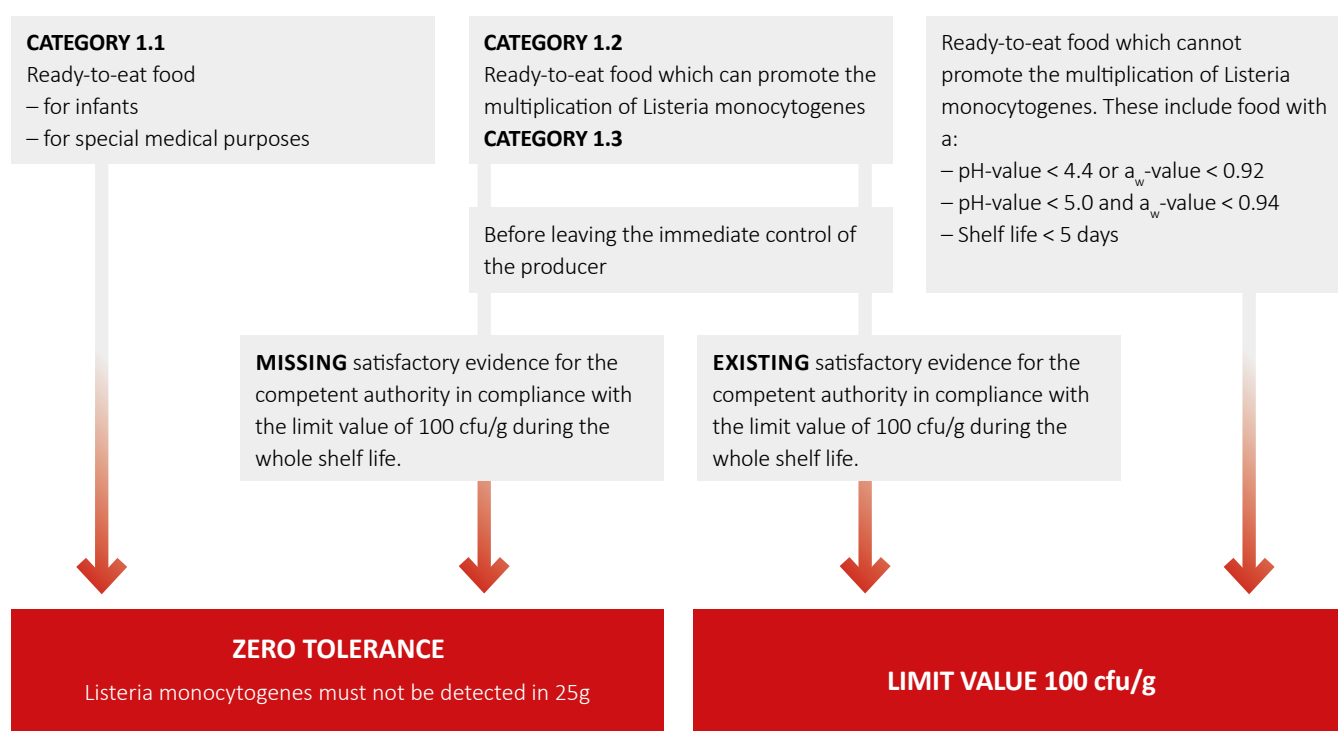 CATEGORY 1.1
Ready-to-eat food
– for infants
– for special medical purposes
CATEGORY 1.2
Ready-to-eat food which can promote the
multiplication of Listeria monocytogenes
CATEGORY 1.3
Ready-to-eat food which cannot
promote the multiplication of Listeria
monocytogenes. These include food with
a:
– pH-value < 4.4 or aw-value < 0.92
– pH-value < 5.0 and aw-value < 0.94
– Shelf life < 5 days
Before leaving the immediate control of
the producer
MISSING satisfactory evidence for the
competent authority in compliance with
the limit value of 100 cfu/g during the
whole shelf life.
EXISTING satisfactory evidence for the
competent authority in compliance with
the limit value of 100 cfu/g during the
whole shelf life.
ZERO TOLERANCE
Listeria monocytogenes must not be detected in 25g
LIMIT VALUE 100 cfu/g